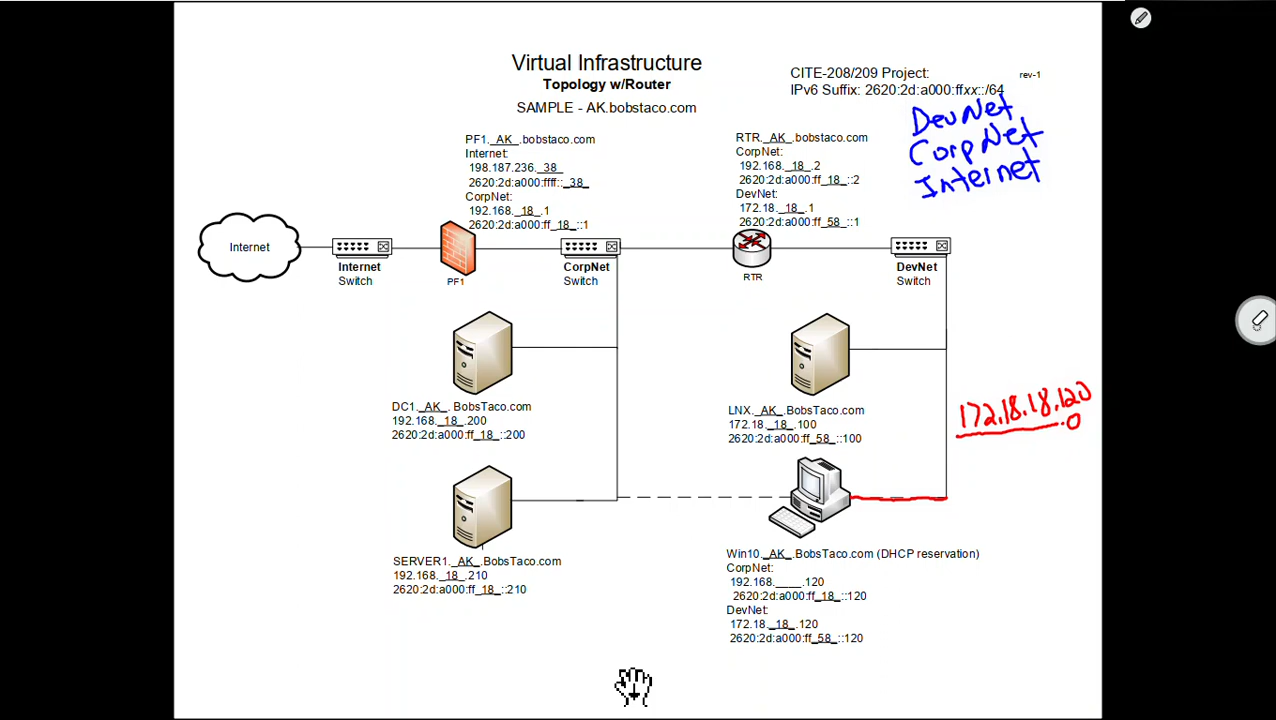 Virtual Infrastructure
Topology w/Router
SAMPLE - AK.bobstaco.com
CITE-208/209 Project:
rev-1
IPv6 Suffix: 2620:2d:a000:ffxx::/64
DevNet
CorpNet
Internet
PF1._AK_.bobstaco.com
Internet:
198.187.236._38_
2620:2d:a000:ffff::_38_
CorpNet:
192.168._18_.1
2620:2d:a000:ff_18_::1
RTR._AK_.bobstaco.com
CorpNet:
192.168._18_.2
2620:2d:a000:ff_18_::2
DevNet:
172.18._18_.1
2620:2d:a000:ff_58_::1
Internet
Internet
Switch
PF1
CorpNet
Switch
RTR
DevNet
Switch
DC1._AK_. BobsTaco.com
192.168._18_.200
2620:2d:a000:ff_18_::200
LNX._AK_.BobsTaco.com
172.18._18_.100
2620:2d:a000:ff_58_::100
172.18.18.120
.0
SERVER1._AK_.BobsTaco.com
192.168._18_.210
2620:2d:a000:ff_18_::210
Win10._AK_.BobsTaco.com (DHCP reservation)
CorpNet:
192.168.____.120
2620:2d:a000:ff_18_::120
DevNet:
172.18._18_.120
2620:2d:a000:ff_58_::120